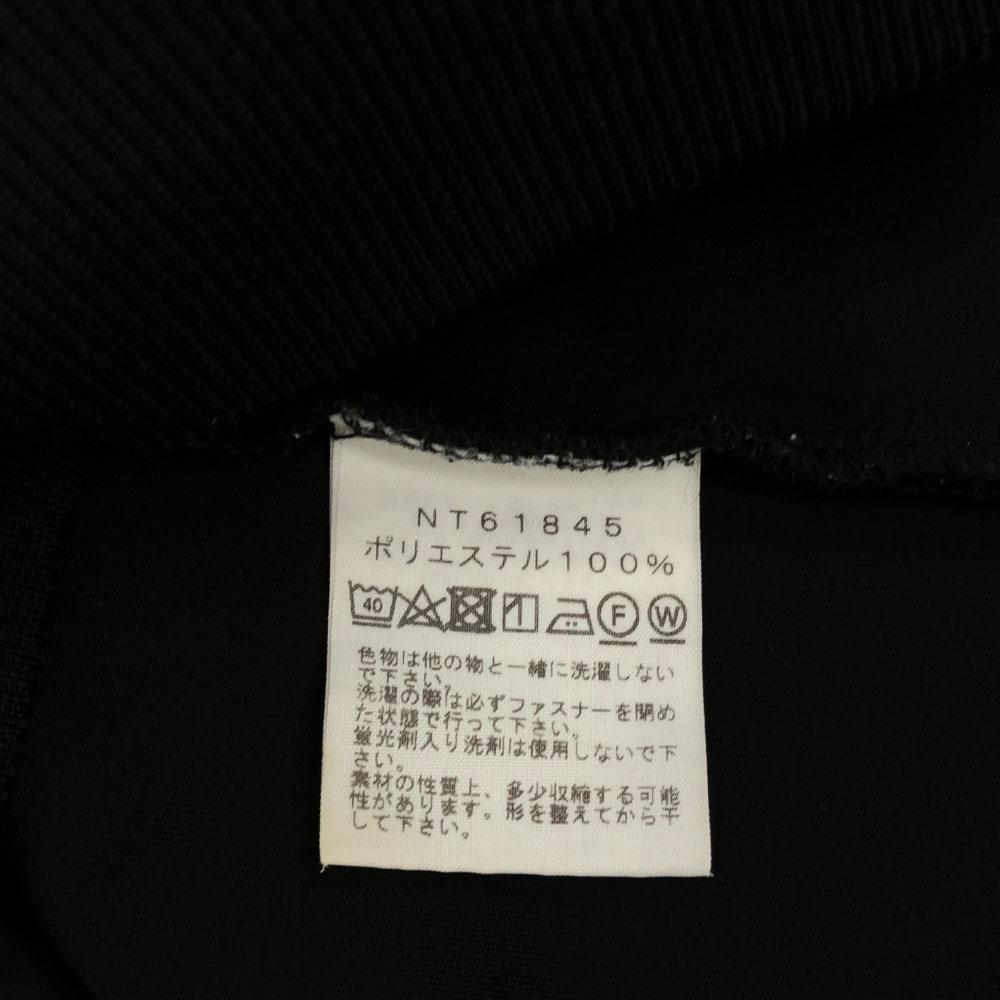 NT61845
ポリエステル100%
40 F W
色物は他の物と一緒に洗濯しない
で下さい。
洗濯の際は必ずファスナーを閉め
た状態で行って下さい。
蛍光剤入り洗剤は使用しないで下
さい。
素材の性質上、多少収縮する可能
性があります。形を整えてから干
して下さい。